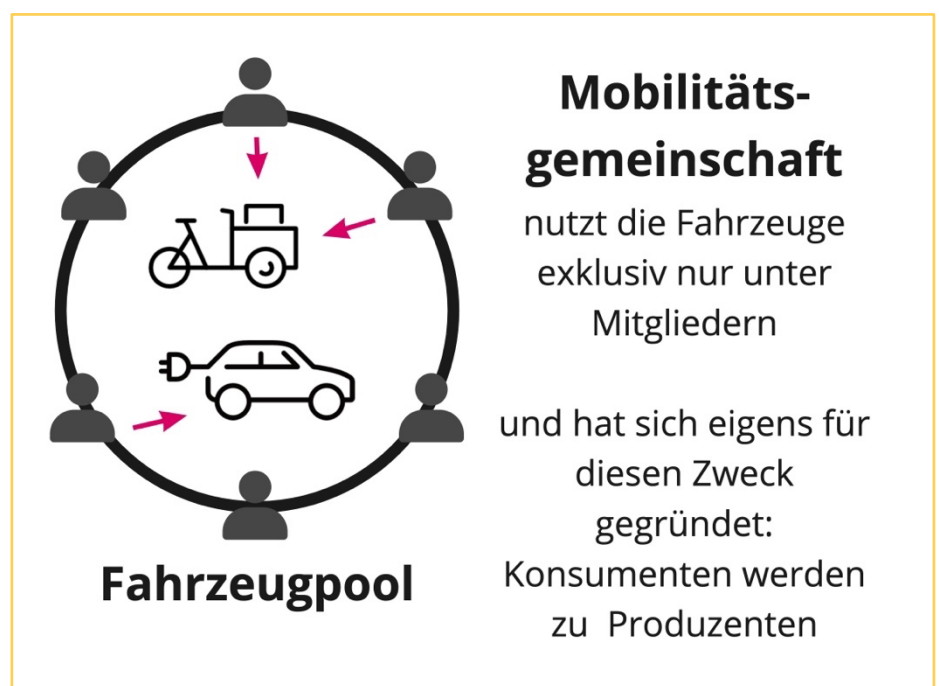 Mobilitäts-
gemeinschaft
nutzt die Fahrzeuge
exklusiv nur unter
Mitgliedern
und hat sich eigens für
diesen Zweck
gegründet:
Konsumenten werden
zu Produzenten
Fahrzeugpool